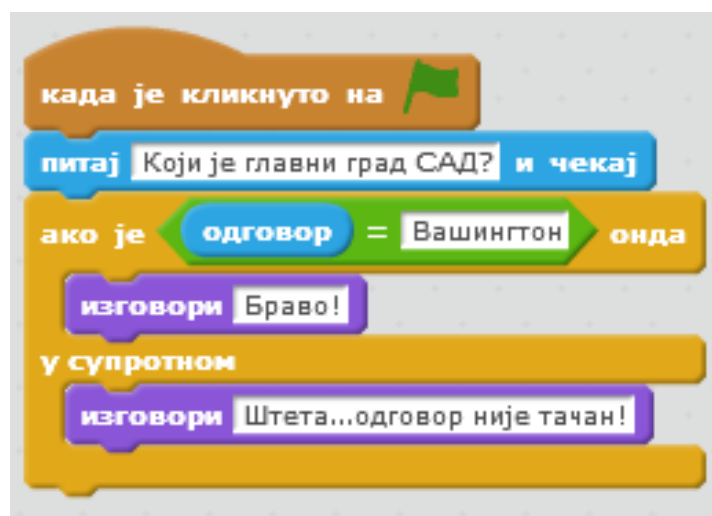 када је кликнуто на
питај Који је главни град САД? и чекај
ако је одговор = Вашингтон онда
изговори Браво!
у супротном
изговори Штета...одговор није тачан!